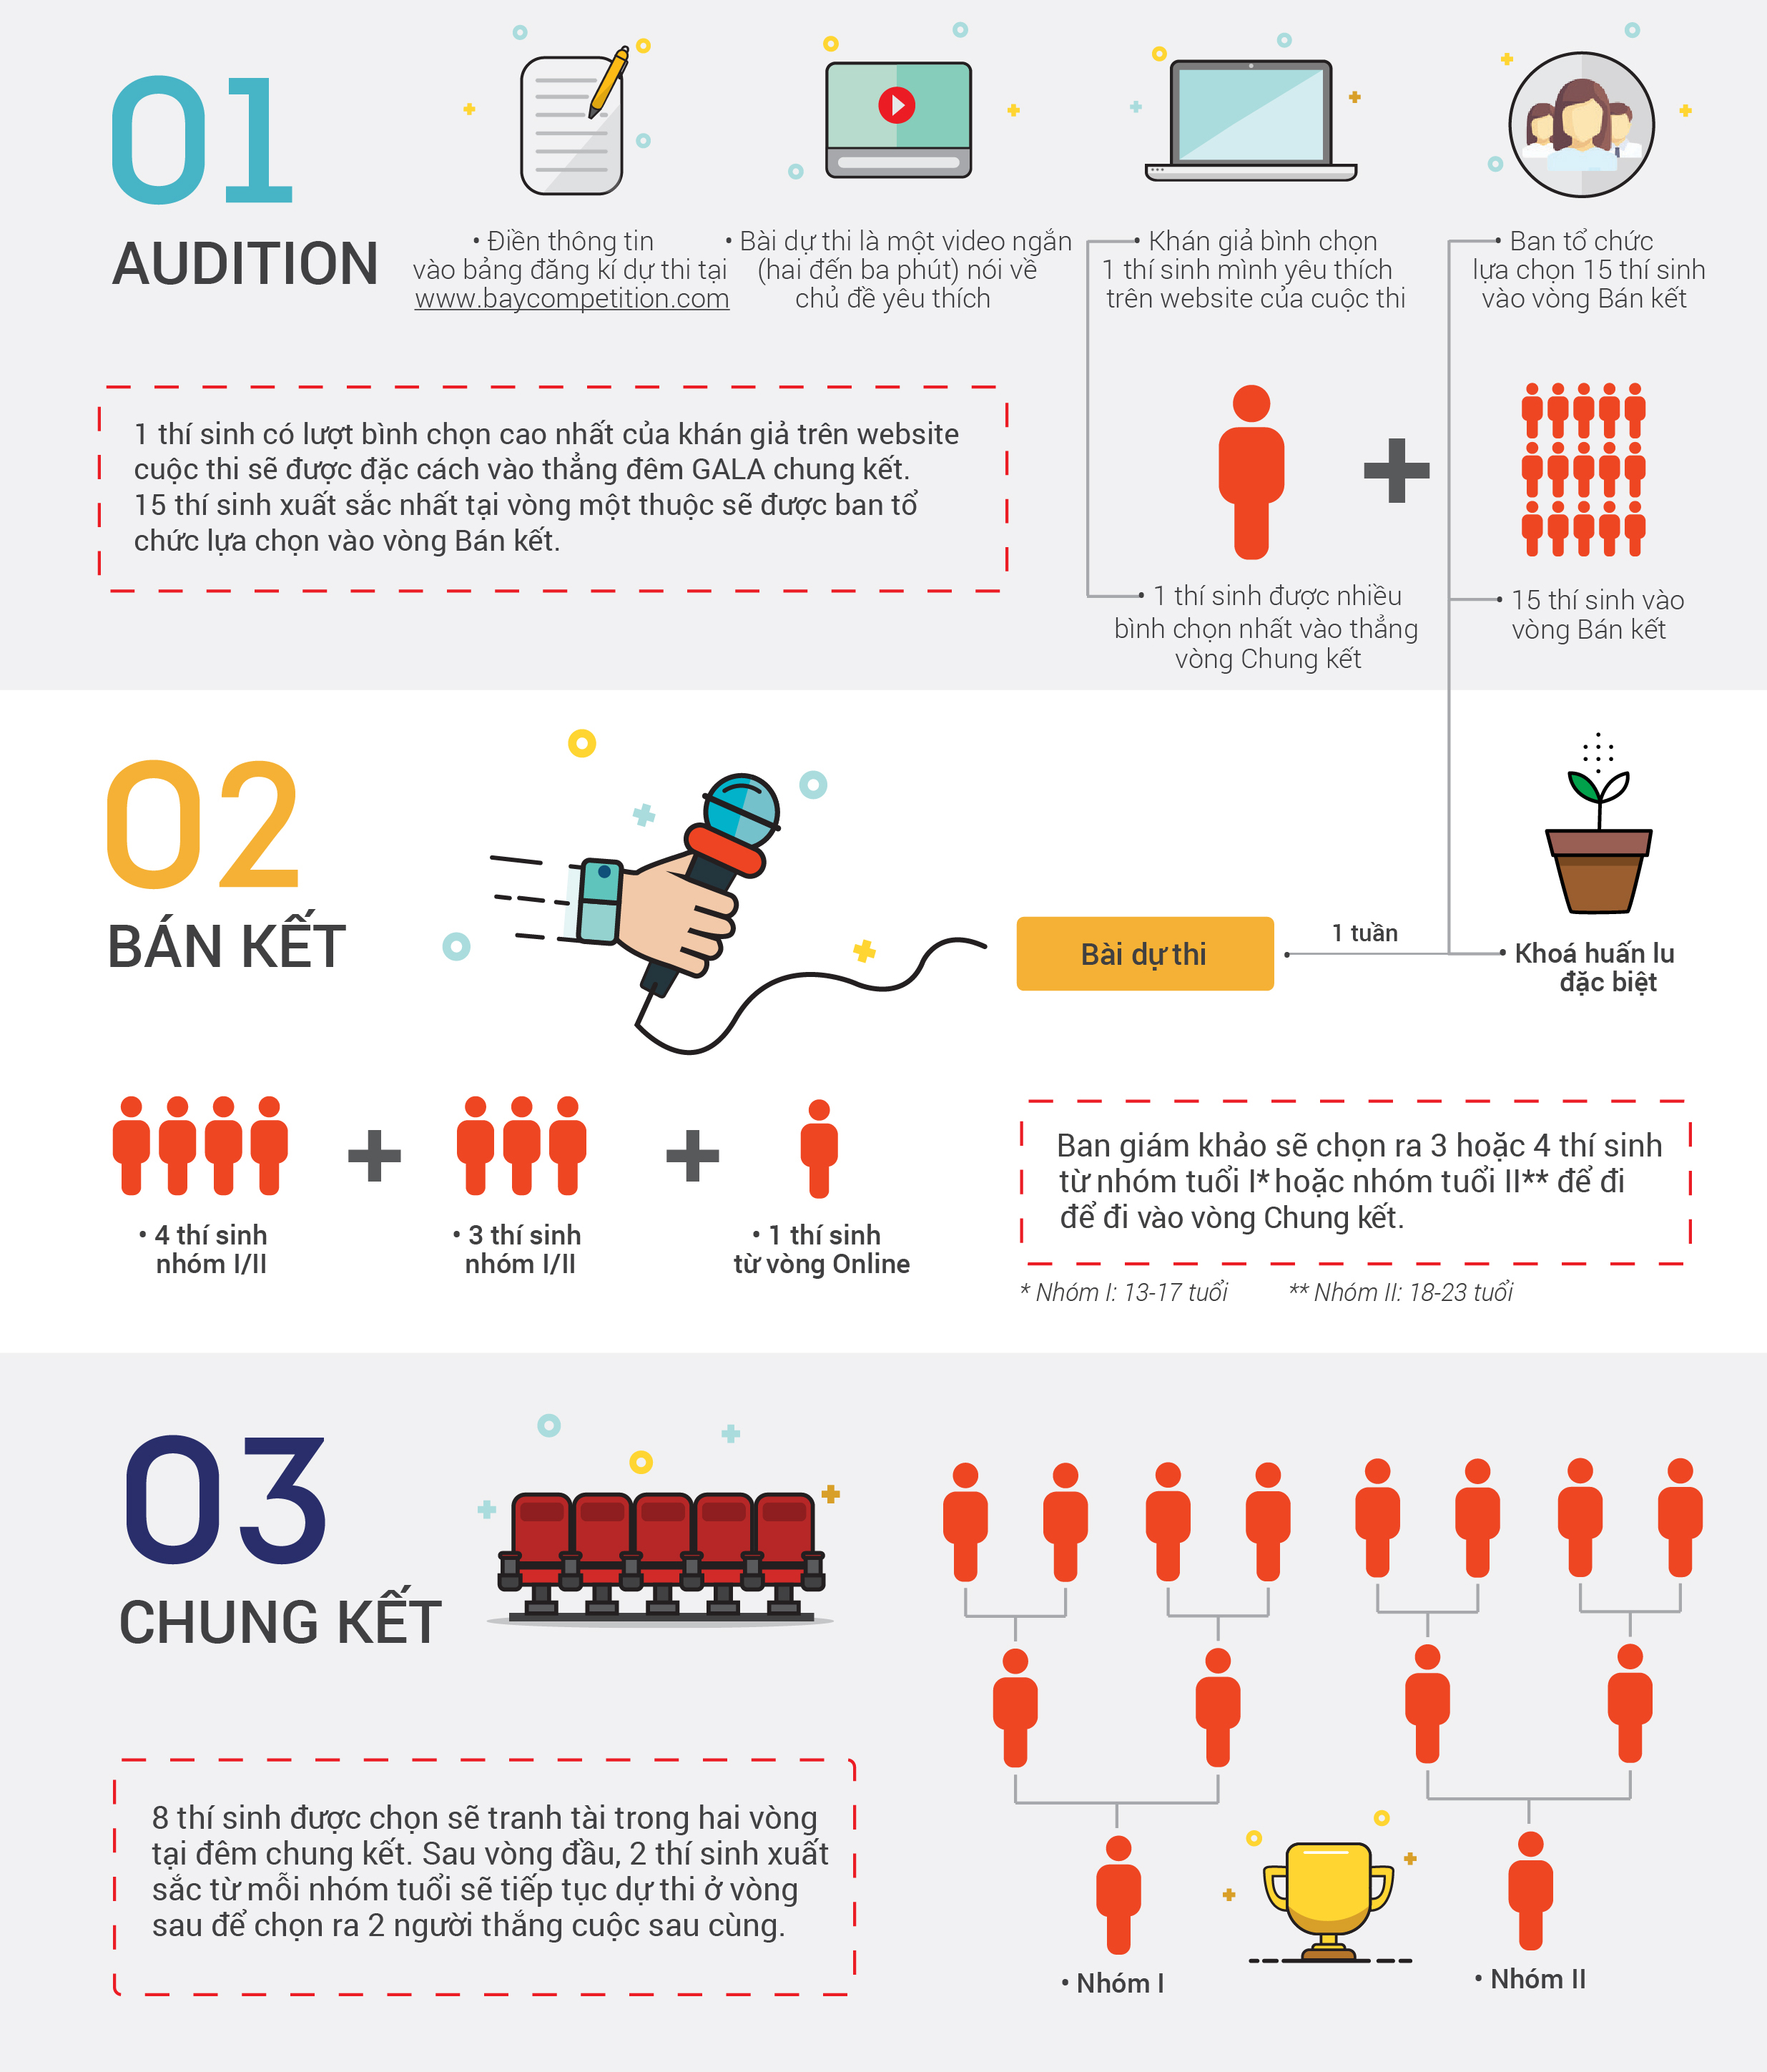 01
AUDITION
• Điền thông tin
vào bảng đăng kí dự thi tại
www.baycompetition.com
• Bài dự thi là một video ngắn
(hai đến ba phút) nói về
chủ đề yêu thích
• Khán giả bình chọn
1 thí sinh mình yêu thích
trên website của cuộc thi
• Ban tổ chức
lựa chọn 15 thí sinh
vào vòng Bán kết
1 thí sinh có lượt bình chọn cao nhất của khán giả trên website
cuộc thi sẽ được đặc cách vào thẳng đêm GALA chung kết.
15 thí sinh xuất sắc nhất tại vòng một thuộc sẽ được ban tổ
chức lựa chọn vào vòng Bán kết.
• 1 thí sinh được nhiều
bình chọn nhất vào thẳng
vòng Chung kết
• 15 thí sinh vào
vòng Bán kết
02
BÁN KẾT
Bài dự thi
1 tuần
• Khoá huấn lu
đặc biệt
• 4 thí sinh
nhóm I/II
• 3 thí sinh
nhóm I/II
• 1 thí sinh
từ vòng Online
Ban giám khảo sẽ chọn ra 3 hoặc 4 thí sinh
từ nhóm tuổi I* hoặc nhóm tuổi II** để đi
để đi vào vòng Chung kết.
* Nhóm I: 13-17 tuổi
** Nhóm II: 18-23 tuổi
03
CHUNG KẾT
8 thí sinh được chọn sẽ tranh tài trong hai vòng
tại đêm chung kết. Sau vòng đầu, 2 thí sinh xuất
sắc từ mỗi nhóm tuổi sẽ tiếp tục dự thi ở vòng
sau để chọn ra 2 người thắng cuộc sau cùng.
• Nhóm I
• Nhóm II